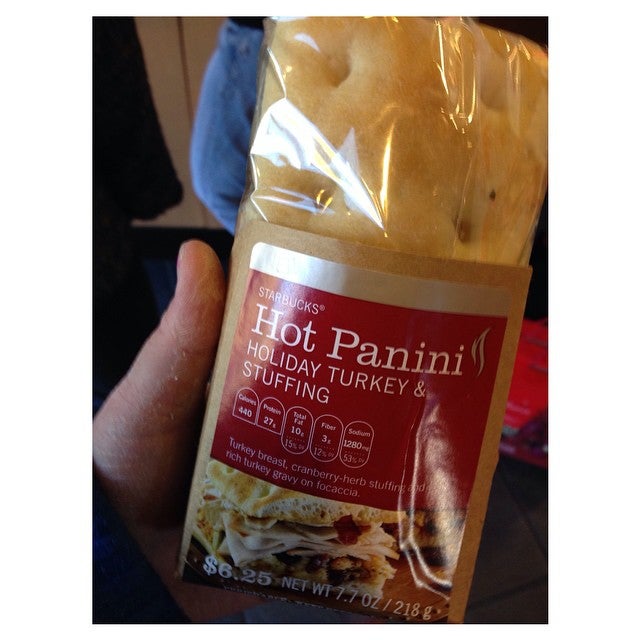 STARBUCKS®
Hot Panini
HOLIDAY TURKEY &
STUFFING
Calories 440
Protein 27g
Total Fat 10g 15% DV
Fiber 3g 12% DV
Sodium 1280mg 53% DV
Turkey breast, cranberry-herb stuffing and
rich turkey gravy on focaccia.
$6.25 NET WT 7.7 OZ / 218 g